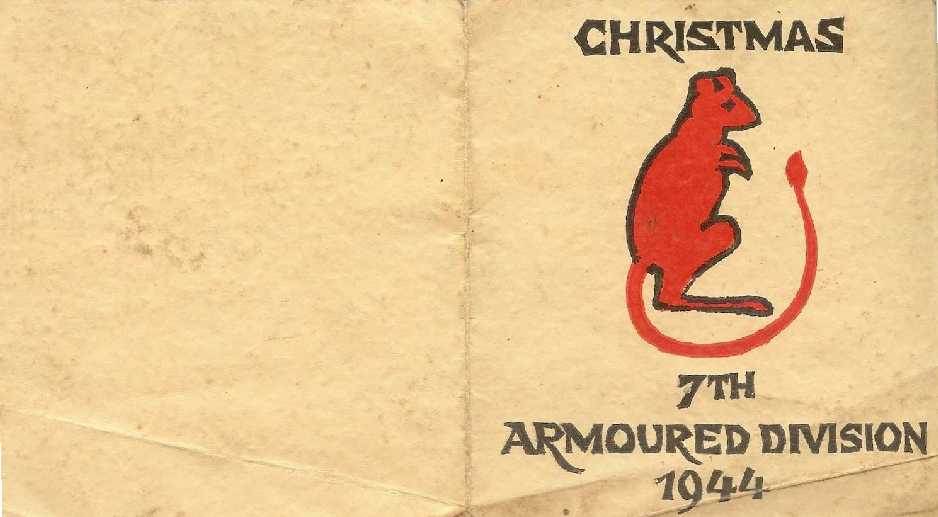 CHRISTMAS
7TH
ARMOURED DIVISION
1944